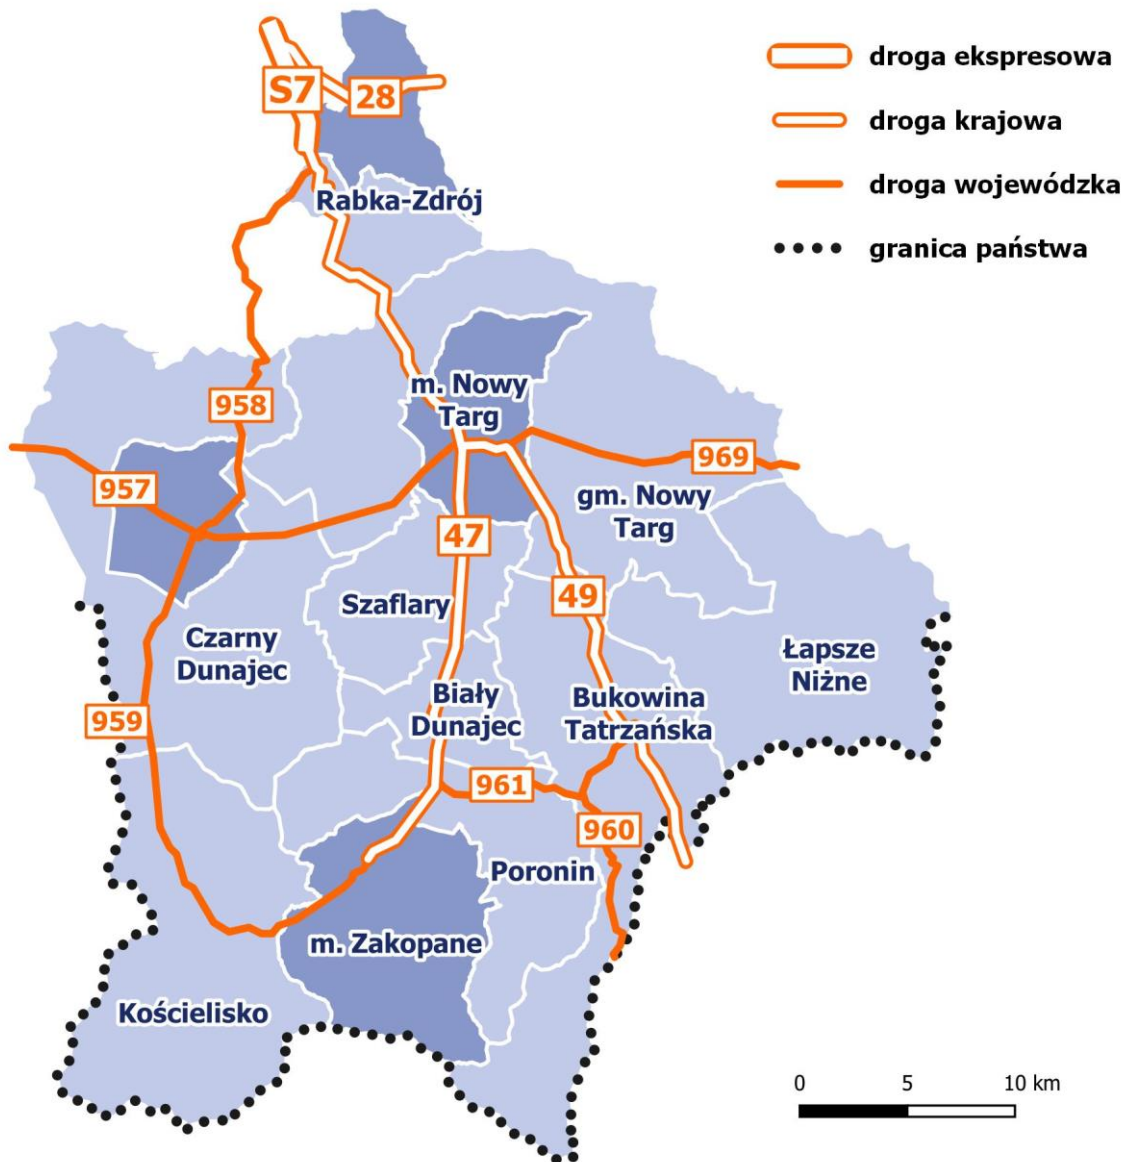 S7
28
droga ekspresowa
droga krajowa
droga wojewódzka
granica państwa
Rabka-Zdrój
958
m. Nowy
Targ
957
969
gm. Nowy
Targ
47
49
Szaflary
Czarny
Dunajec
Łapsze
Niżne
959
Biały
Dunajec
Bukowina
Tatrzańska
961
960
Poronin
m. Zakopane
Kościelisko
0 5 10 km